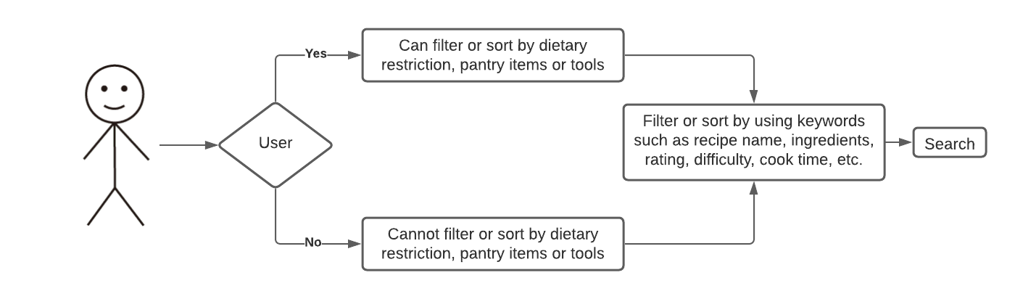 Yes
Can filter or sort by dietary
restriction, pantry items or tools
User
Filter or sort by using keywords
such as recipe name, ingredients,
rating, difficulty, cook time, etc.
Search
No
Cannot filter or sort by dietary
restriction, pantry items or tools